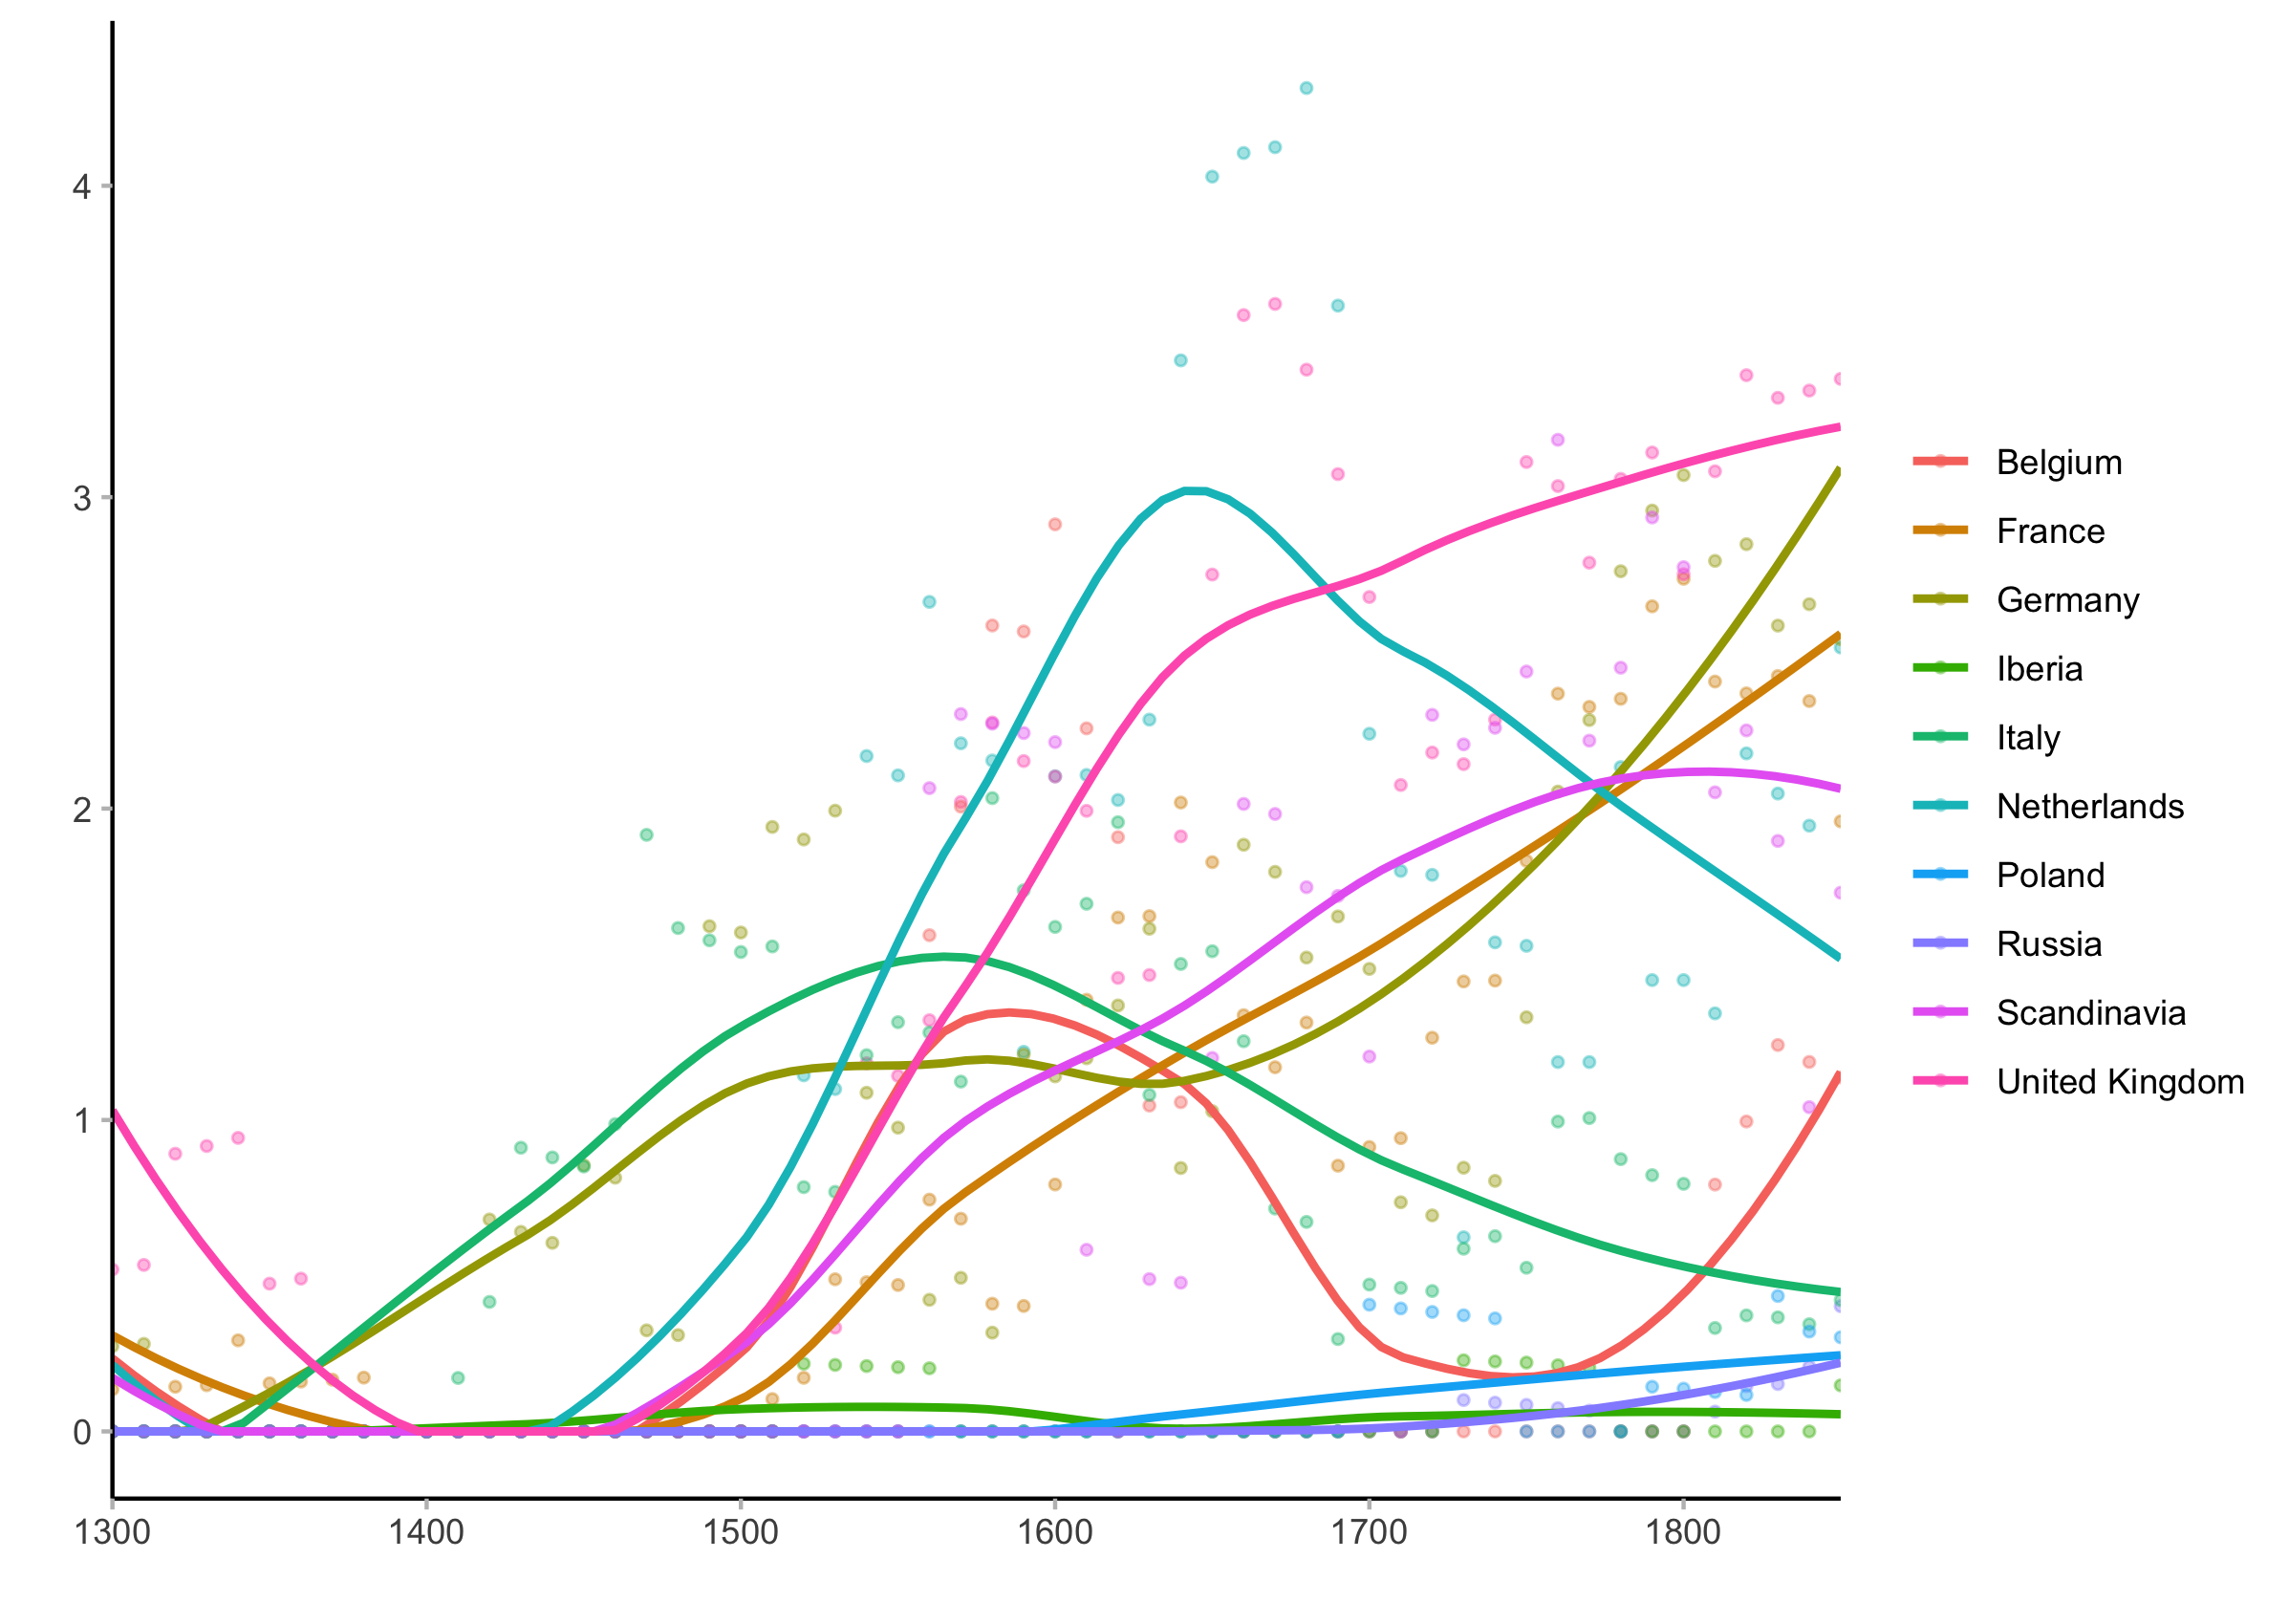 4
3
2
1
0
1300 1400 1500 1600 1700 1800
Belgium
France
Germany
Iberia
Italy
Netherlands
Poland
Russia
Scandinavia
United Kingdom